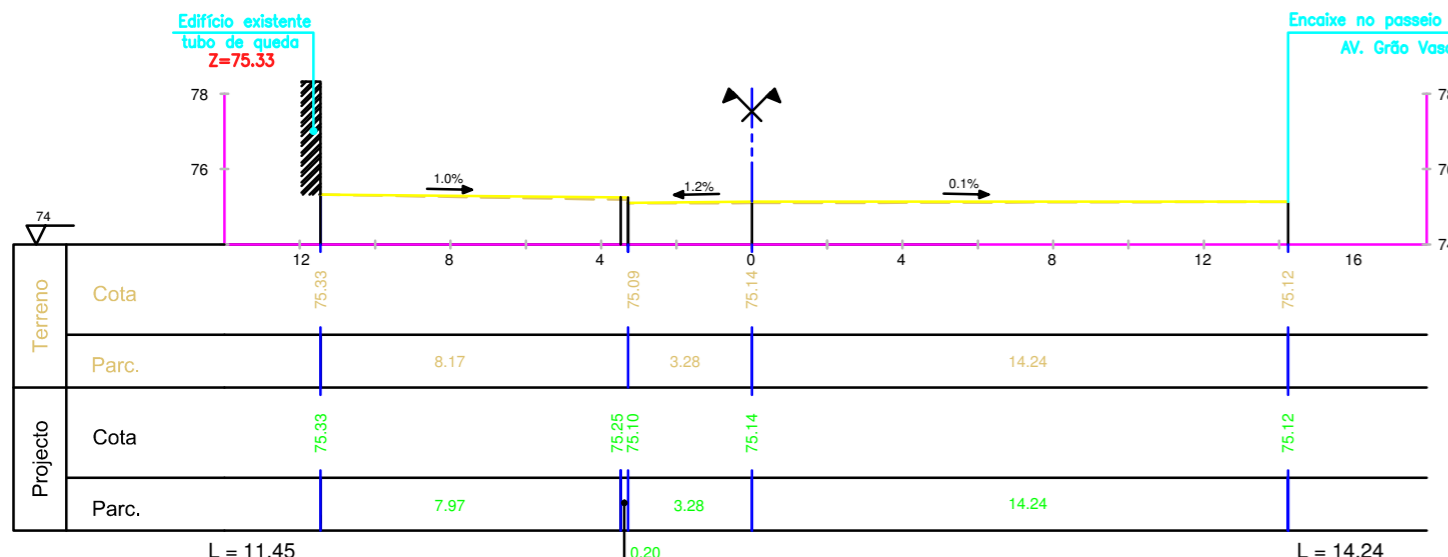 Edifício existente
tubo de queda
Z=75.33
Encaixe no passeio
AV. Grão Vasc
78
76
74
78
1.0%
1.2%
0.1%
12
8
4
0
4
8
12
16
Terreno
Cota
75.33
75.09
75.14
75.12
Parc.
8.17
3.28
14.24
Projecto
Cota
75.33
75.25
75.10
75.14
75.12
Parc.
7.97
3.28
14.24
0.20
L = 11.45
L = 14.24